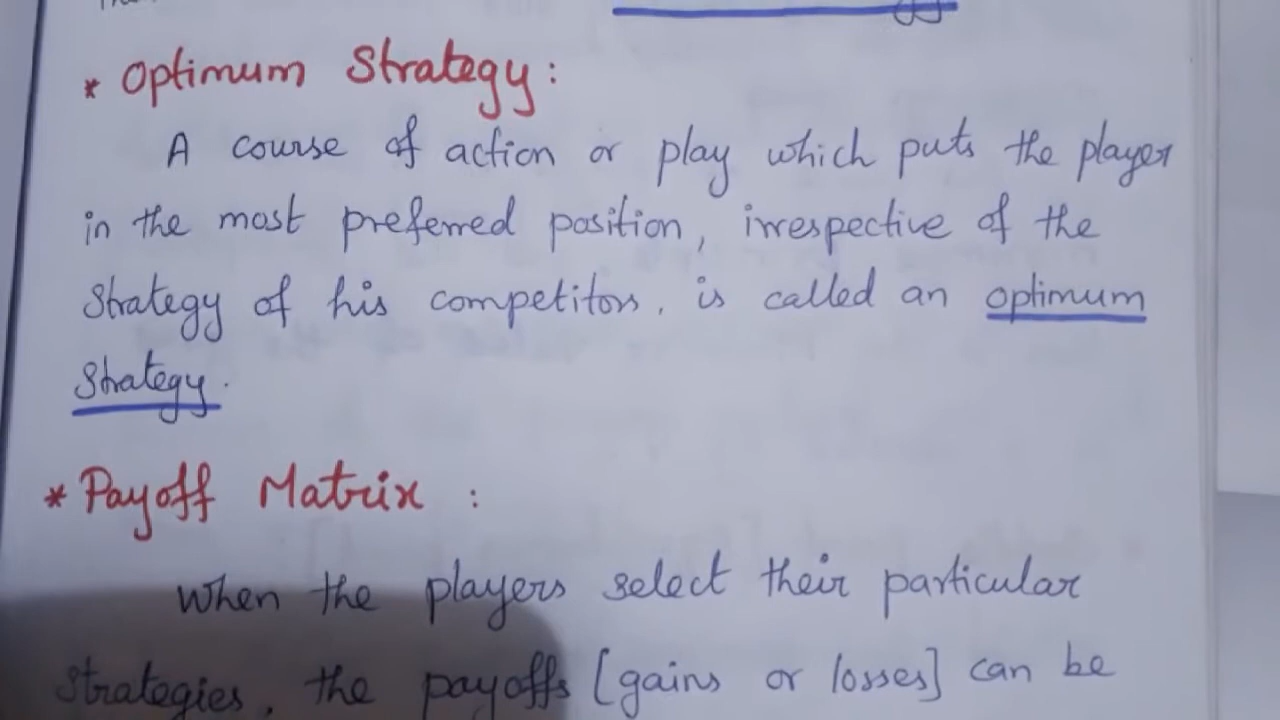 * Optimum Strategy:
A course of action or play which puts the player
in the most preferred position, irrespective of the
Strategy of his competitors, is called an optimum
Strategy.
* Payoff Matrix :
When the players select their particular
Strategies, the payoffs [gains or losses] can be